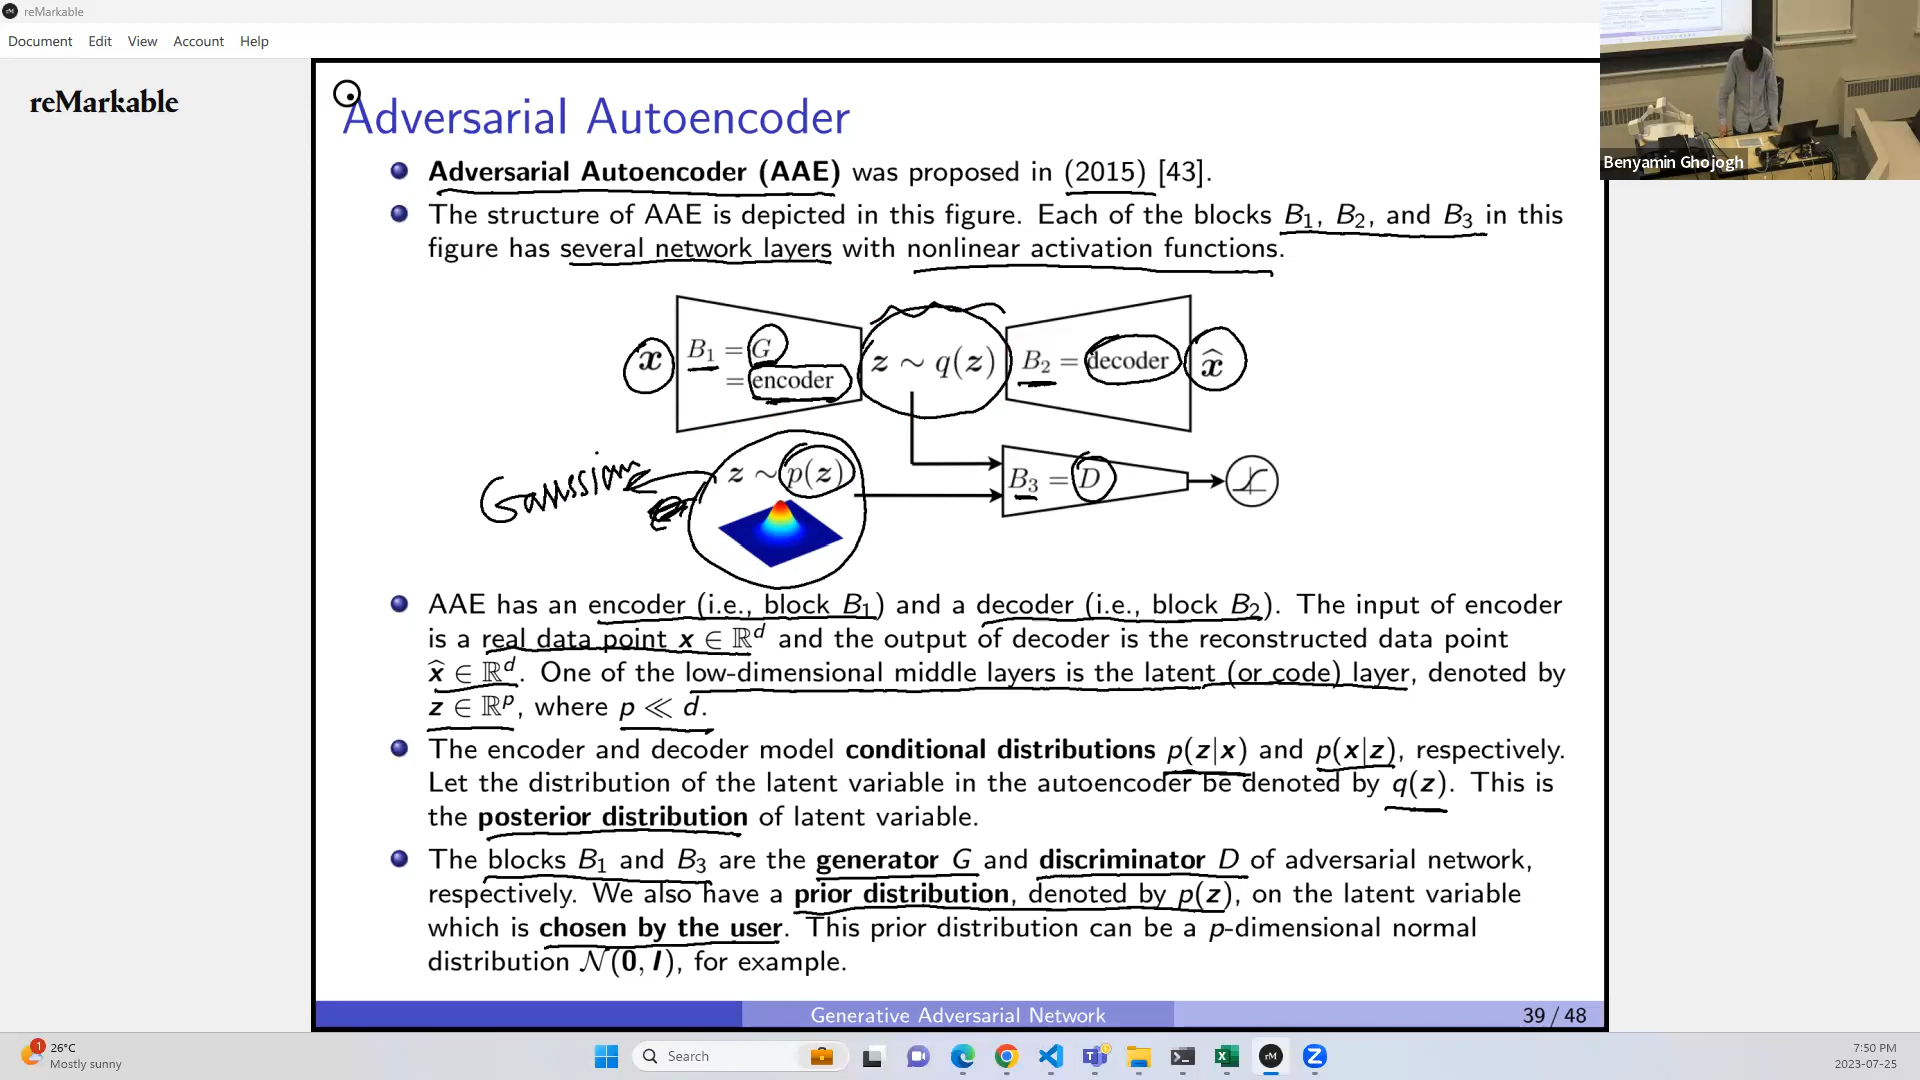 reMarkable
Document Edit View Account Help
reMarkable
Benyamin Ghojogh
Adversarial Autoencoder
Adversarial Autoencoder (AAE) was proposed in (2015) [43].
The structure of AAE is depicted in this figure. Each of the blocks B₁, B₂, and B₃ in this
figure has several network layers with nonlinear activation functions.
x B₁ = G z ∼ q(z) B₂ = decoder x̂
= encoder
Gaussian z ∼ p(z) B₃ = D
AAE has an encoder (i.e., block B₁) and a decoder (i.e., block B₂). The input of encoder
is a real data point x ∈ ℝᵈ and the output of decoder is the reconstructed data point
x̂ ∈ ℝᵈ. One of the low-dimensional middle layers is the latent (or code) layer, denoted by
z ∈ ℝᵖ, where p ≪ d.
The encoder and decoder model conditional distributions p(z|x) and p(x|z), respectively.
Let the distribution of the latent variable in the autoencoder be denoted by q(z). This is
the posterior distribution of latent variable.
The blocks B₁ and B₃ are the generator G and discriminator D of adversarial network,
respectively. We also have a prior distribution, denoted by p(z), on the latent variable
which is chosen by the user. This prior distribution can be a p-dimensional normal
distribution 𝒩(0, I), for example.
Generative Adversarial Network 39 / 48
1 26°C
Mostly sunny
Search
7:50 PM
2023-07-25